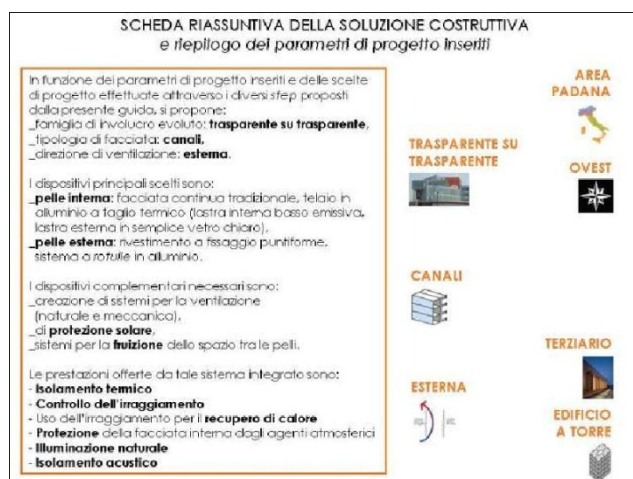 SCHEDA RIASSUNTIVA DELLA SOLUZIONE COSTRUTTIVA
e riepilogo dei parametri di progetto inseriti
In funzione dei parametri di progetto inseriti e delle scelte
di progetto effettuate attraverso i diversi step proposti
dalla presente guida, si propone:
_famiglia di involucro evoluto: trasparente su trasparente,
_tipologia di facciata: canali,
_direzione di ventilazione: esterna.
I dispositivi principali scelti sono:
_pelle interna: facciata continua tradizionale, telaio in
alluminio a taglio termico (lastra interna basso emissiva,
lastra esterna in semplice vetro chiaro),
_pelle esterna: rivestimento a fissaggio puntiforme,
sistema a rotulle in alluminio.
I dispositivi complementari necessari sono:
_creazione di sistemi per la ventilazione
(naturale e meccanica),
_di protezione solare,
_sistemi per la fruizione dello spazio tra le pelli.
Le prestazioni offerte da tale sistema integrato sono:
- Isolamento termico
- Controllo dell'irraggiamento
- Uso dell'irraggiamento per il recupero di calore
- Protezione della facciata interna dagli agenti atmosferici
- Illuminazione naturale
- Isolamento acustico
TRASPARENTE SU
TRASPARENTE
CANALI
ESTERNA
AREA
PADANA
OVEST
TERZIARIO
EDIFICIO
A TORRE